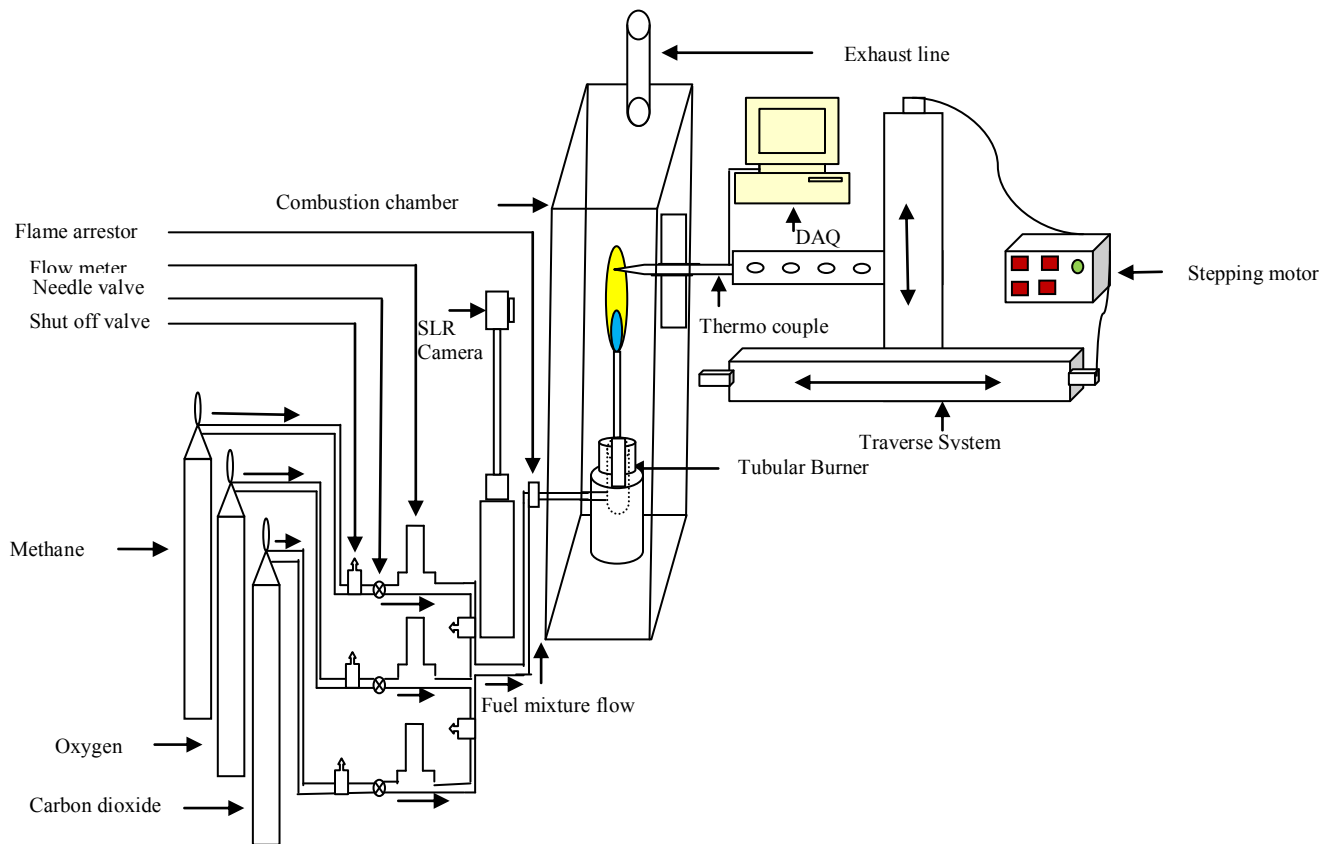 Exhaust line
Combustion chamber
Flame arrestor
DAQ
Flow meter
Needle valve
Stepping motor
Shut off valve
SLR
Camera
Thermo couple
Traverse System
Tubular Burner
Methane
Fuel mixture flow
Oxygen
Carbon dioxide